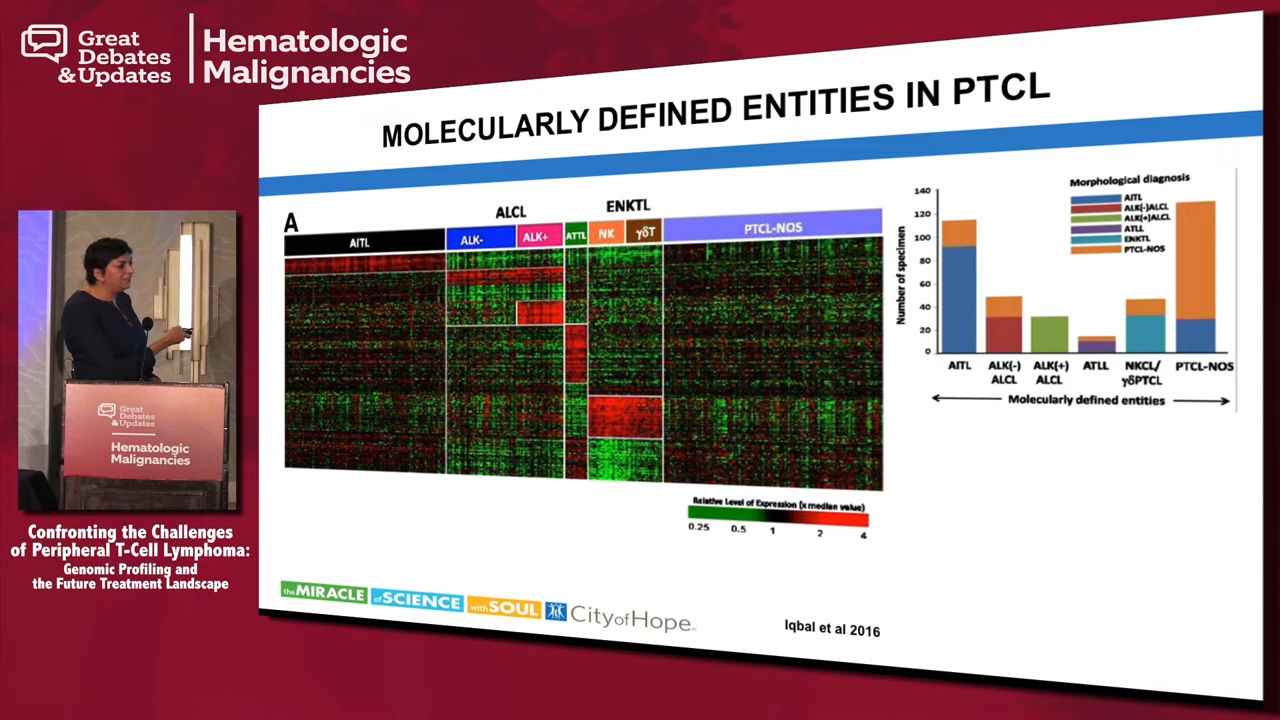 Great
Debates
& Updates
Hematologic
Malignancies
MOLECULARLY DEFINED ENTITIES IN PTCL
A
ALCL
ENKTL
AITL
ALK-
ALK+
ATTL
NK
γδT
PTCL-NOS
Relative Level of Expression (x median value)
0.25 0.5 1 2 4
Morphological diagnosis
AITL
ALK(-)ALCL
ALK(+)ALCL
ATLL
ENKTL
PTCL-NOS
Number of specimen
140
120
100
80
60
40
20
0
AITL
ALK(-)
ALCL
ALK(+)
ALCL
ATLL
NKCL/
γδPTCL
PTCL-NOS
Molecularly defined entities
Great
Debates
& Updates
Hematologic
Malignancies
Confronting the Challenges
of Peripheral T-Cell Lymphoma:
Genomic Profiling and
the Future Treatment Landscape
the MIRACLE of SCIENCE with SOUL City of Hope
Iqbal et al 2016